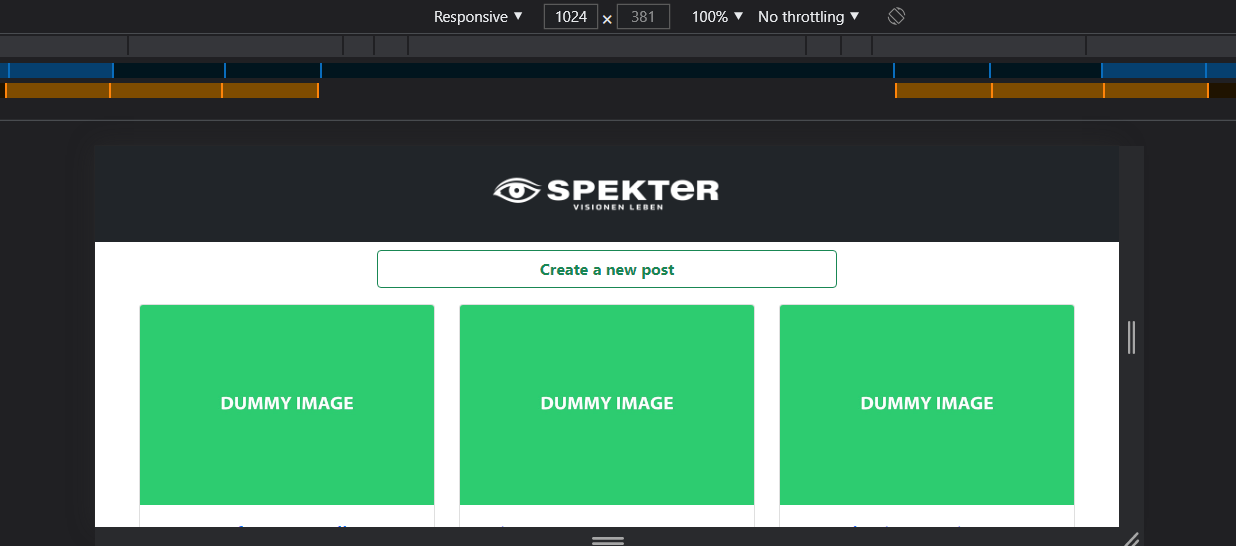 Responsive ▼ 1024 × 381 100% ▼ No throttling ▼
SPEKTER
VISIONEN LEBEN
Create a new post
DUMMY IMAGE DUMMY IMAGE DUMMY IMAGE